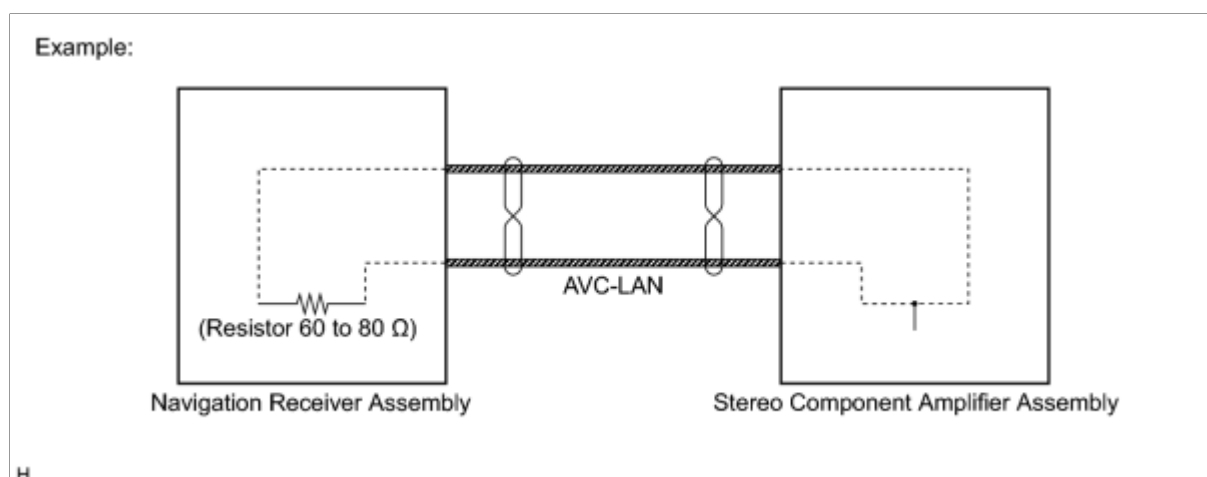 Example:
AVC-LAN
(Resistor 60 to 80 Ω)
Navigation Receiver Assembly
Stereo Component Amplifier Assembly
H